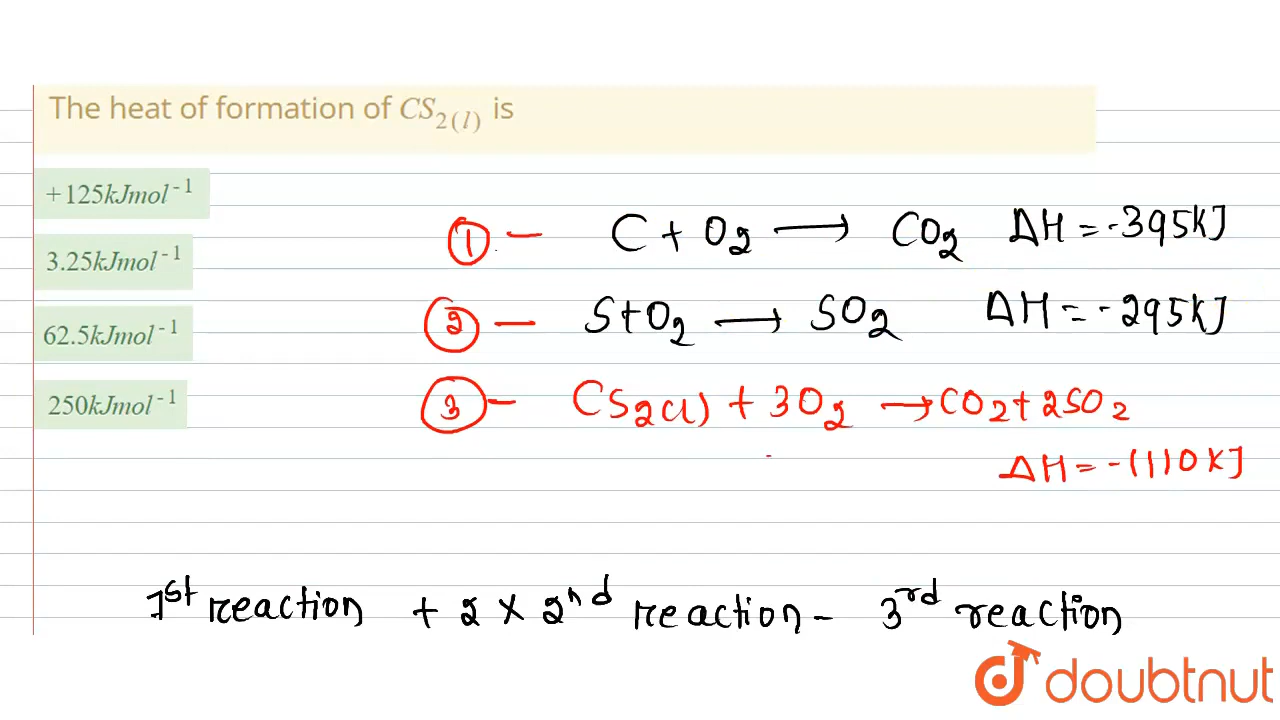 The heat of formation of CS₂₍ₗ₎ is
+125kJmol⁻¹
3.25kJmol⁻¹
62.5kJmol⁻¹
250kJmol⁻¹
① — C + O₂ ⟶ CO₂ ΔH = -395KJ
② — S + O₂ ⟶ SO₂ ΔH = -295KJ
③ — CS₂(l) + 3O₂ → CO₂ + 2SO₂
ΔH = -1110KJ
1ˢᵗ reaction + 2 × 2ⁿᵈ reaction - 3ʳᵈ reaction
doubtnut